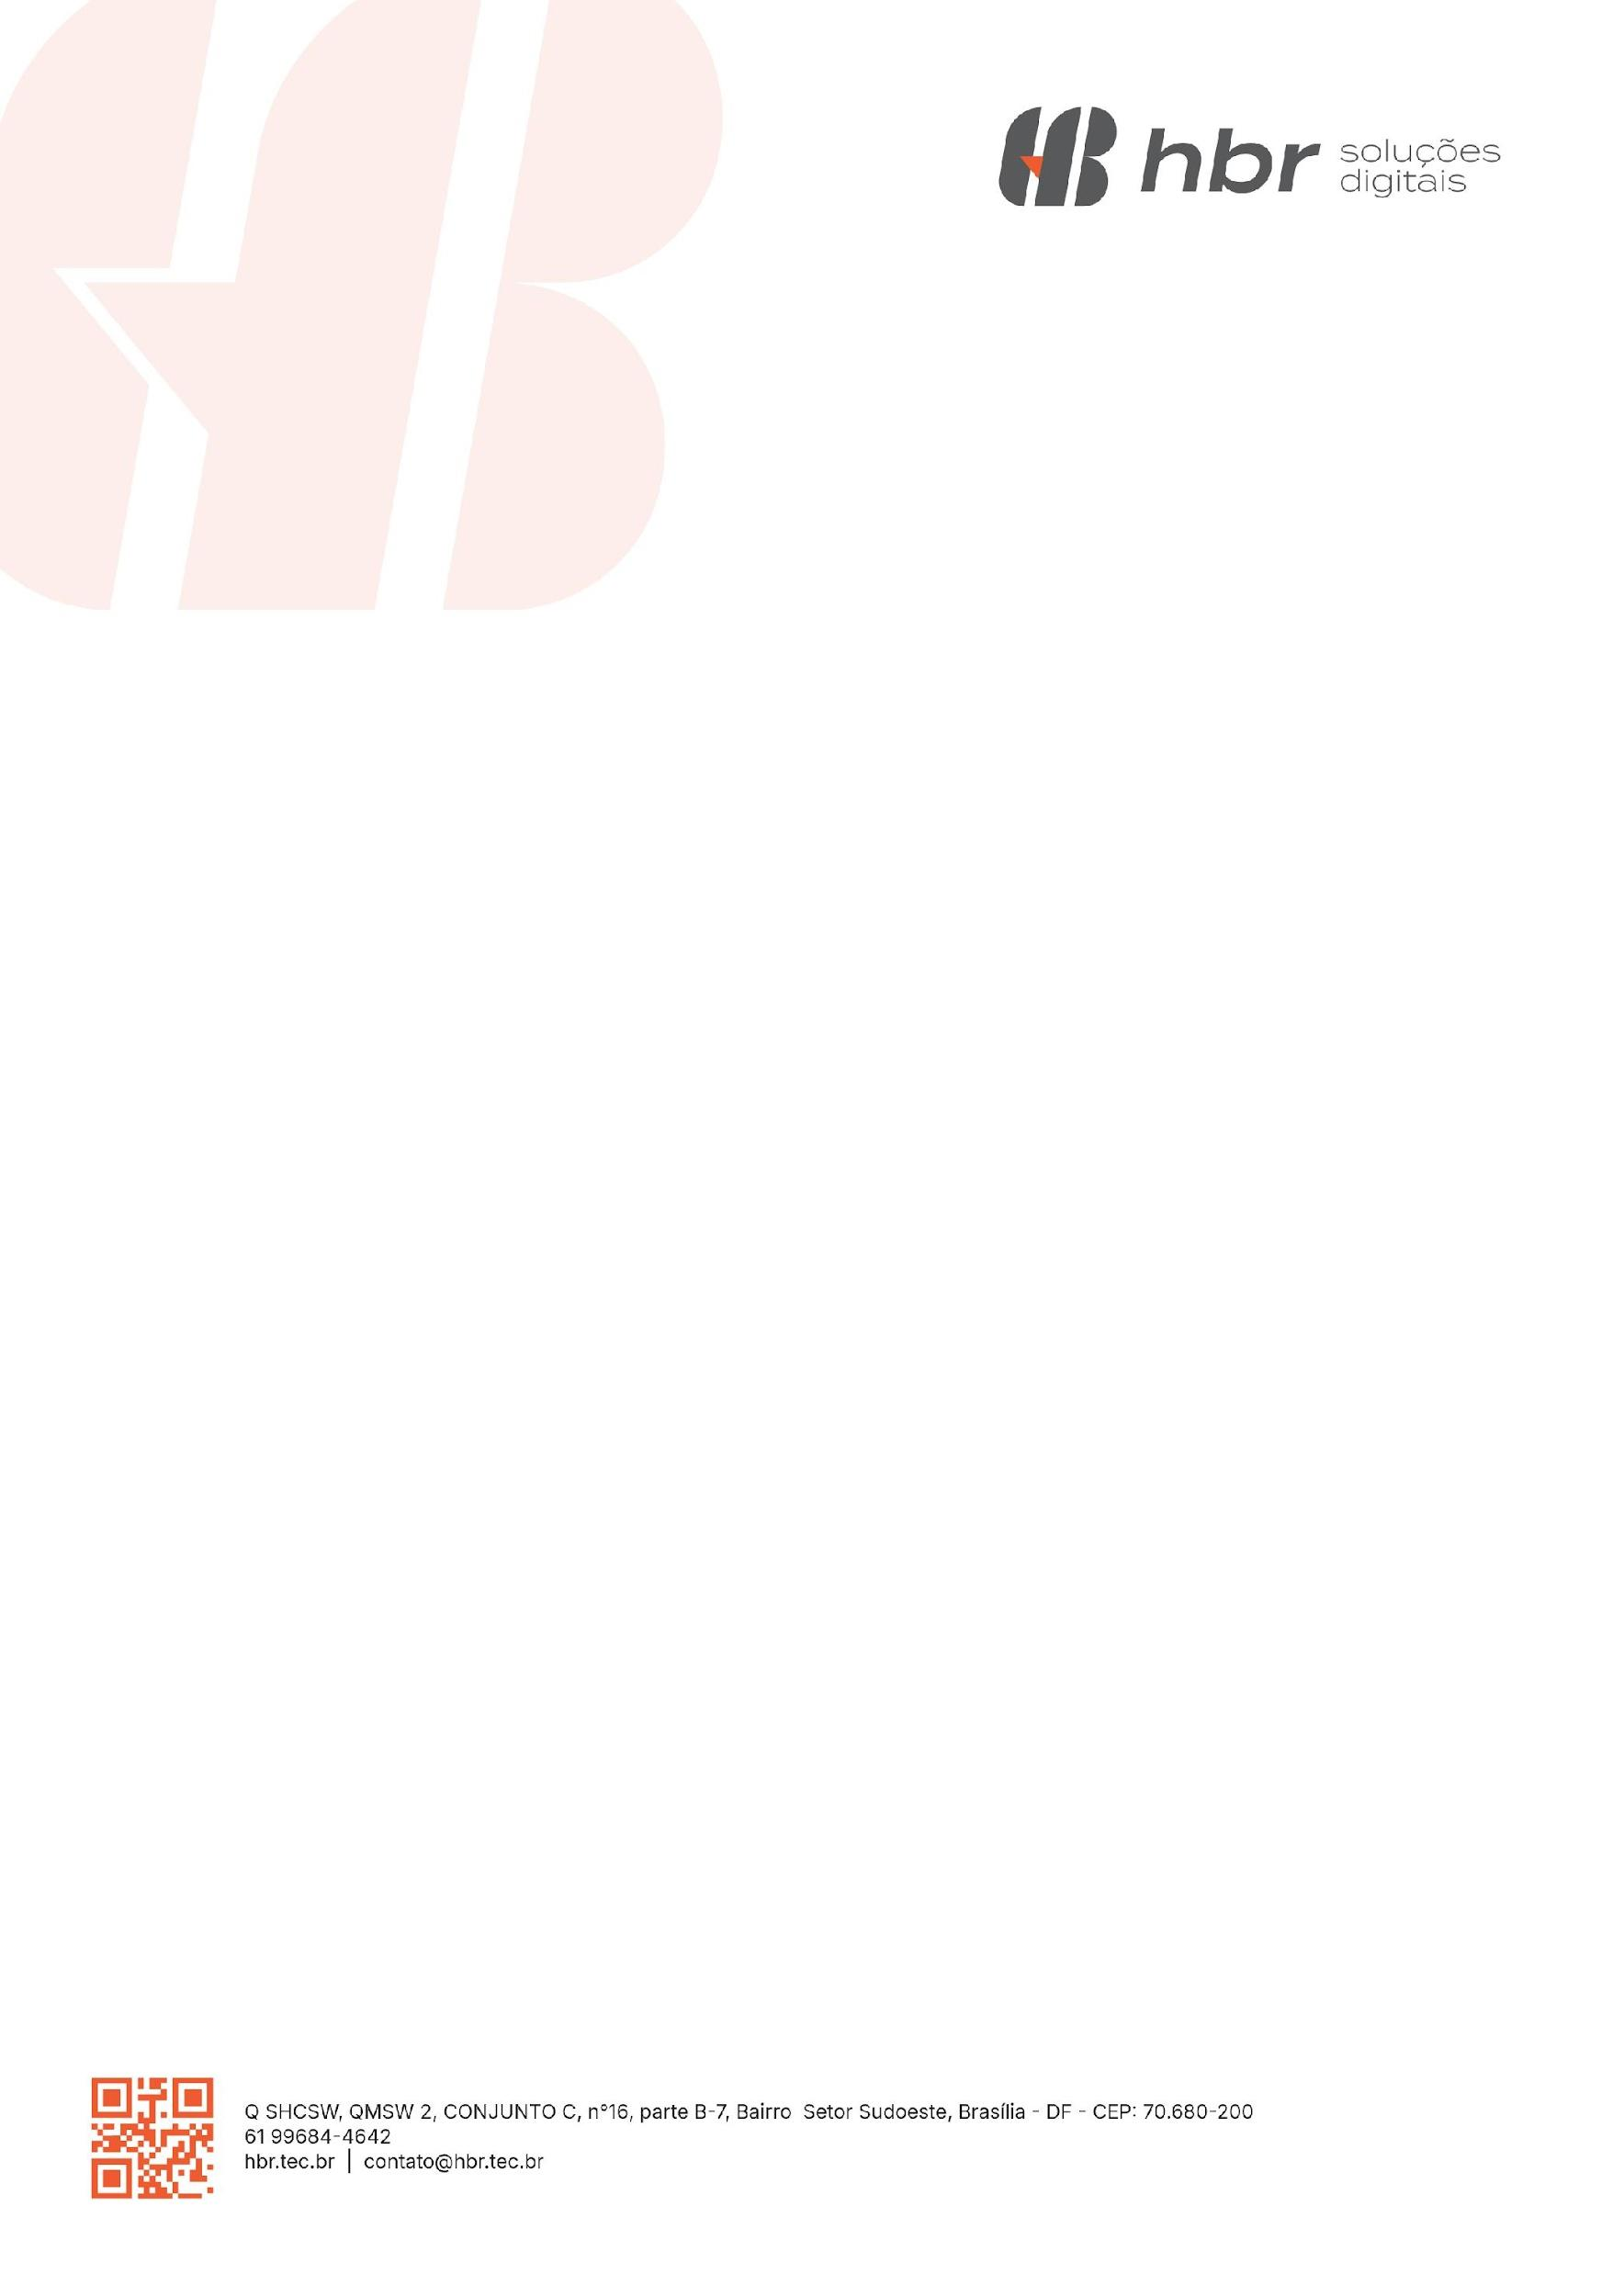 hbr soluções
digitais
Q SHCSW, QMSW 2, CONJUNTO C, n°16, parte B-7, Bairro  Setor Sudoeste, Brasília - DF - CEP: 70.680-200
61 99684-4642
hbr.tec.br | contato@hbr.tec.br